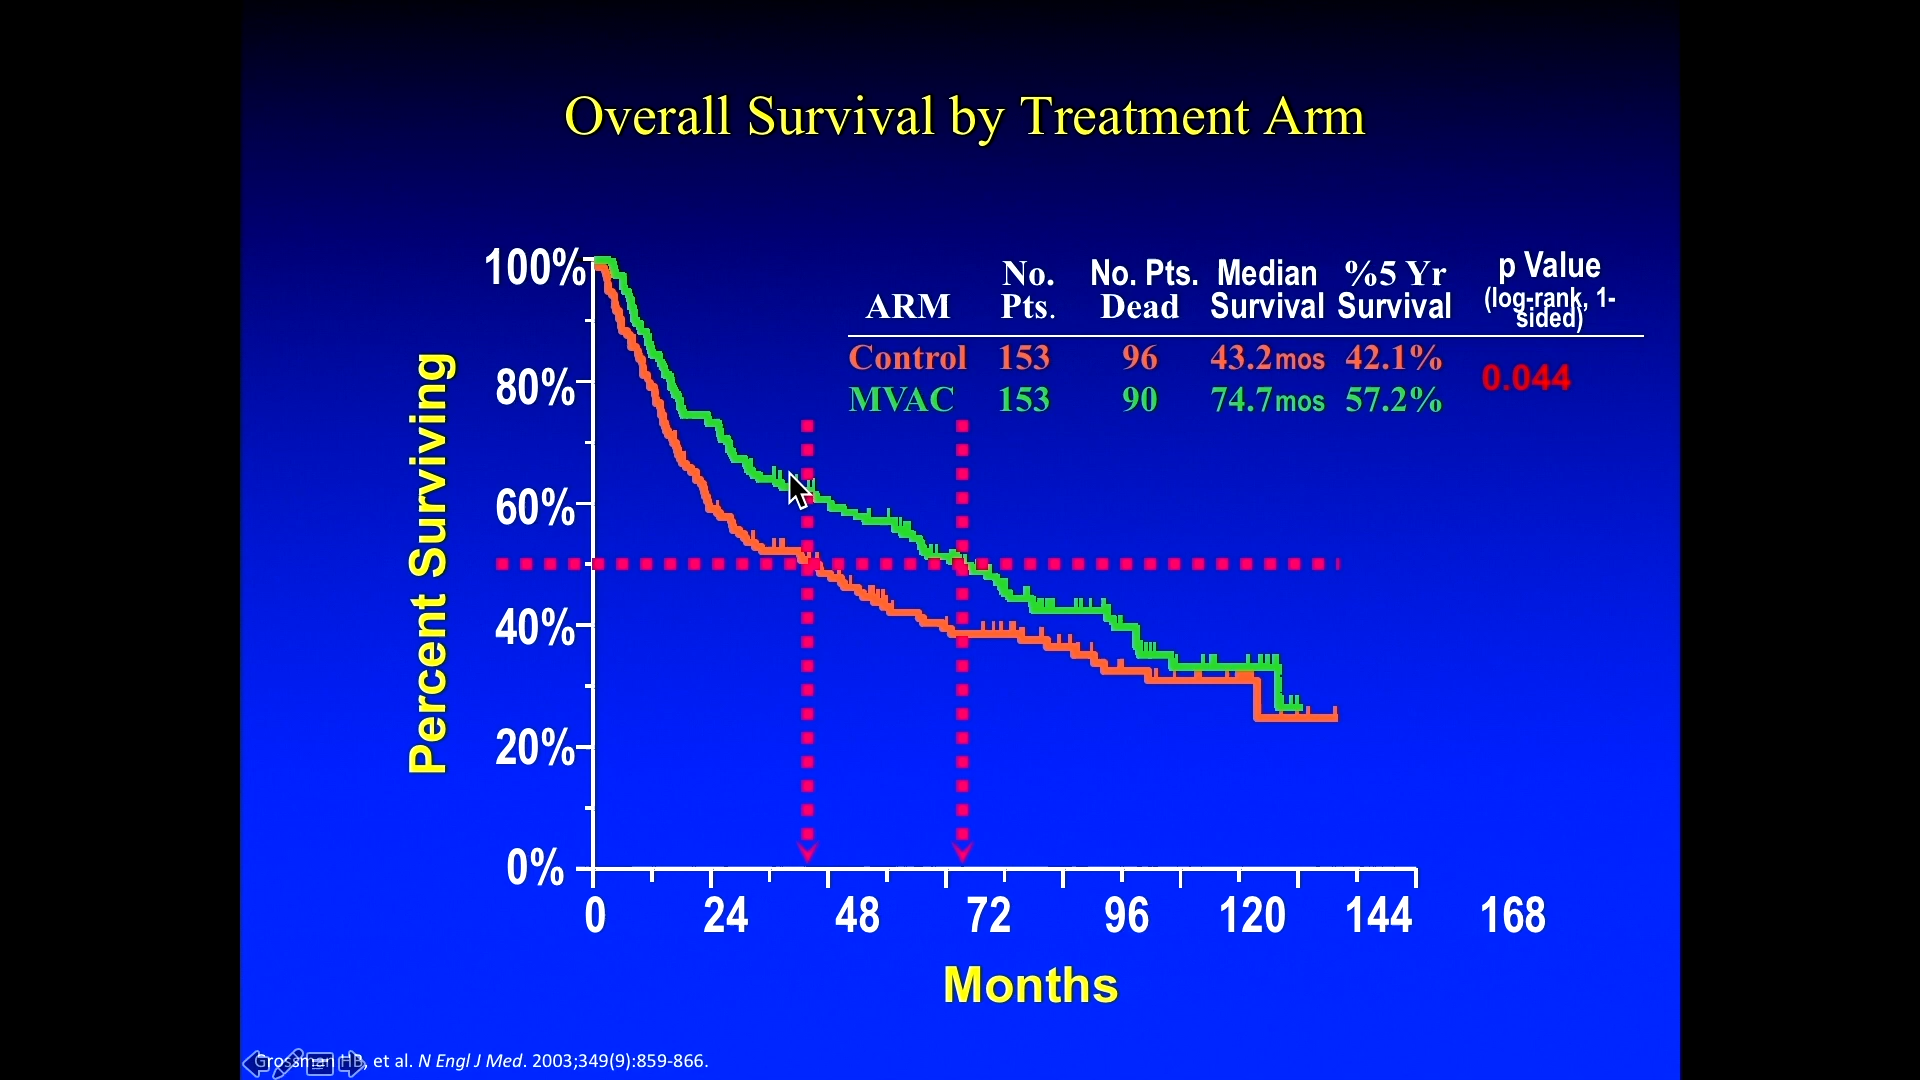 Overall Survival by Treatment Arm
ARM No. Pts. No. Pts. Dead Median Survival %5 Yr Survival p Value (log-rank, 1-sided)
Control 153 96 43.2mos 42.1%
MVAC 153 90 74.7mos 57.2%
0.044
Percent Surviving
100%
80%
60%
40%
20%
0%
0 24 48 72 96 120 144 168
Months
Grossman HB, et al. N Engl J Med. 2003;349(9):859-866.